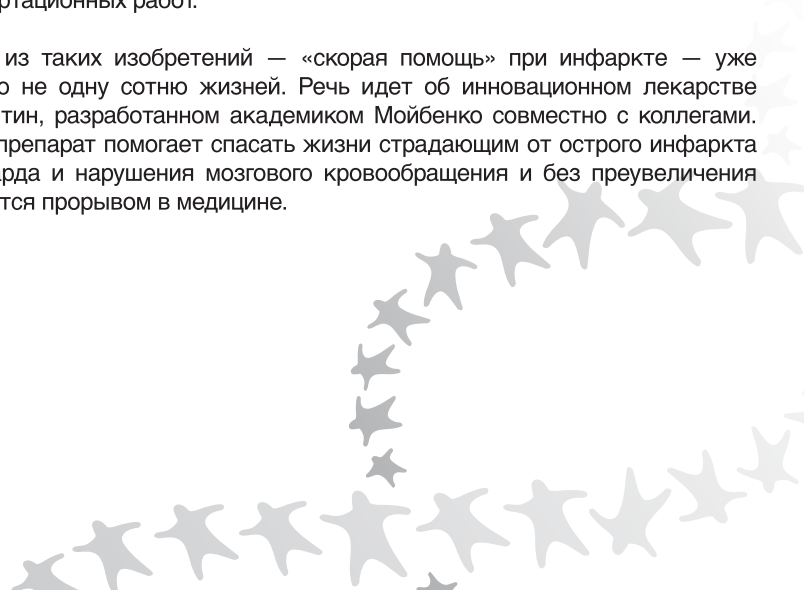 ртационных работ.
из таких изобретений — «скорая помощь» при инфаркте — уже
о не одну сотню жизней. Речь идет об инновационном лекарстве
тин, разработанном академиком Мойбенко совместно с коллегами.
препарат помогает спасать жизни страдающим от острого инфаркта
рда и нарушения мозгового кровообращения и без преувеличения
тся прорывом в медицине.